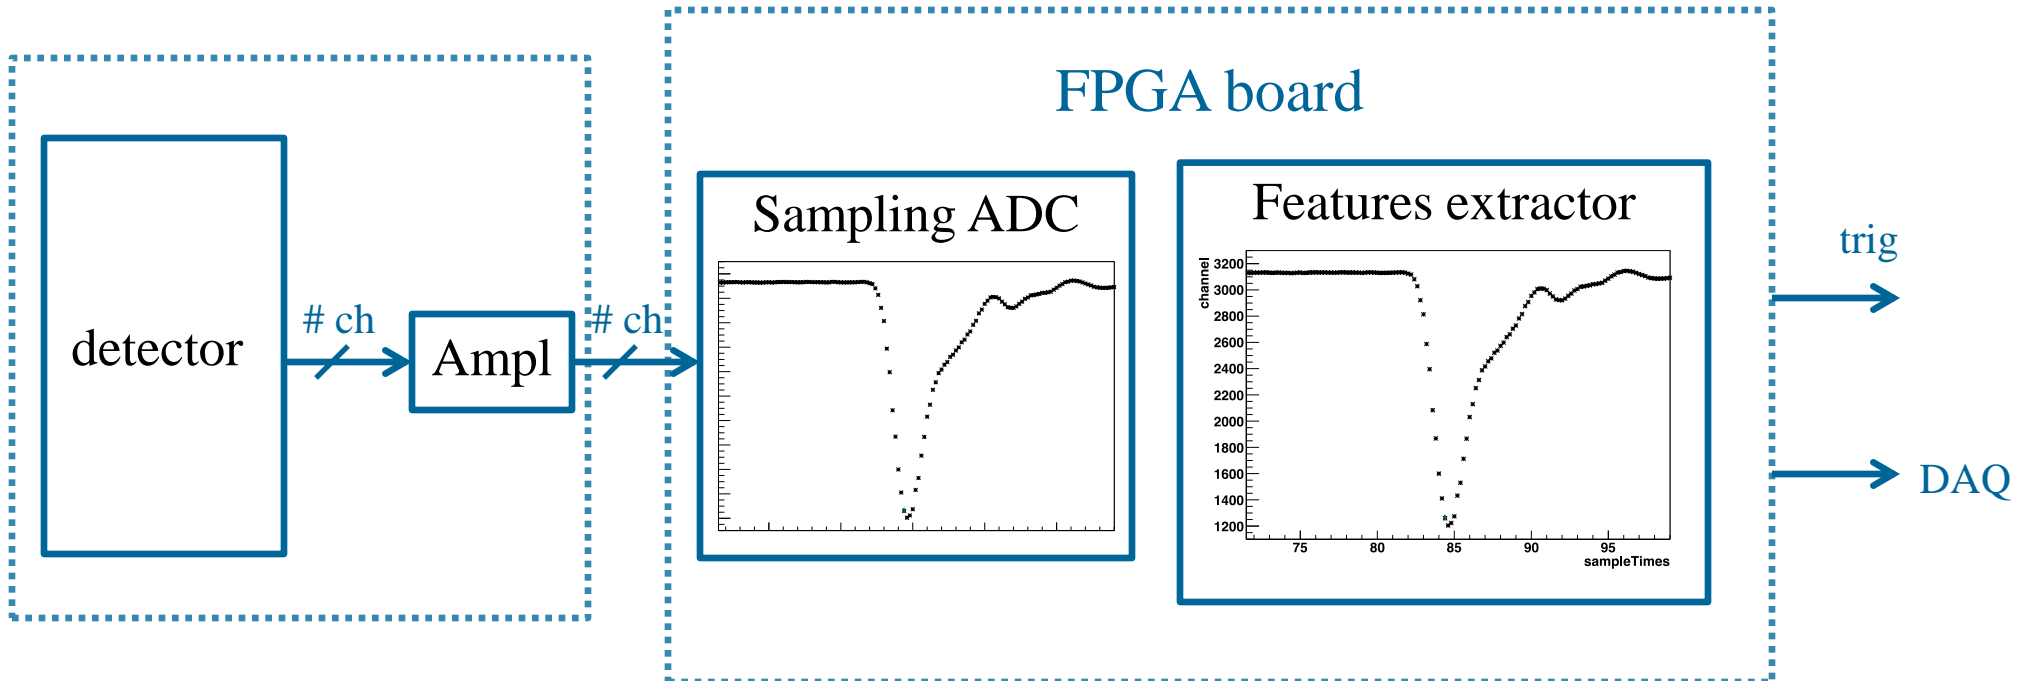 FPGA board
detector
# ch
Ampl
# ch
Sampling ADC
Features extractor
channel
3200
3000
2800
2600
2400
2200
2000
1800
1600
1400
1200
75 80 85 90 95
sampleTimes
trig
DAQ